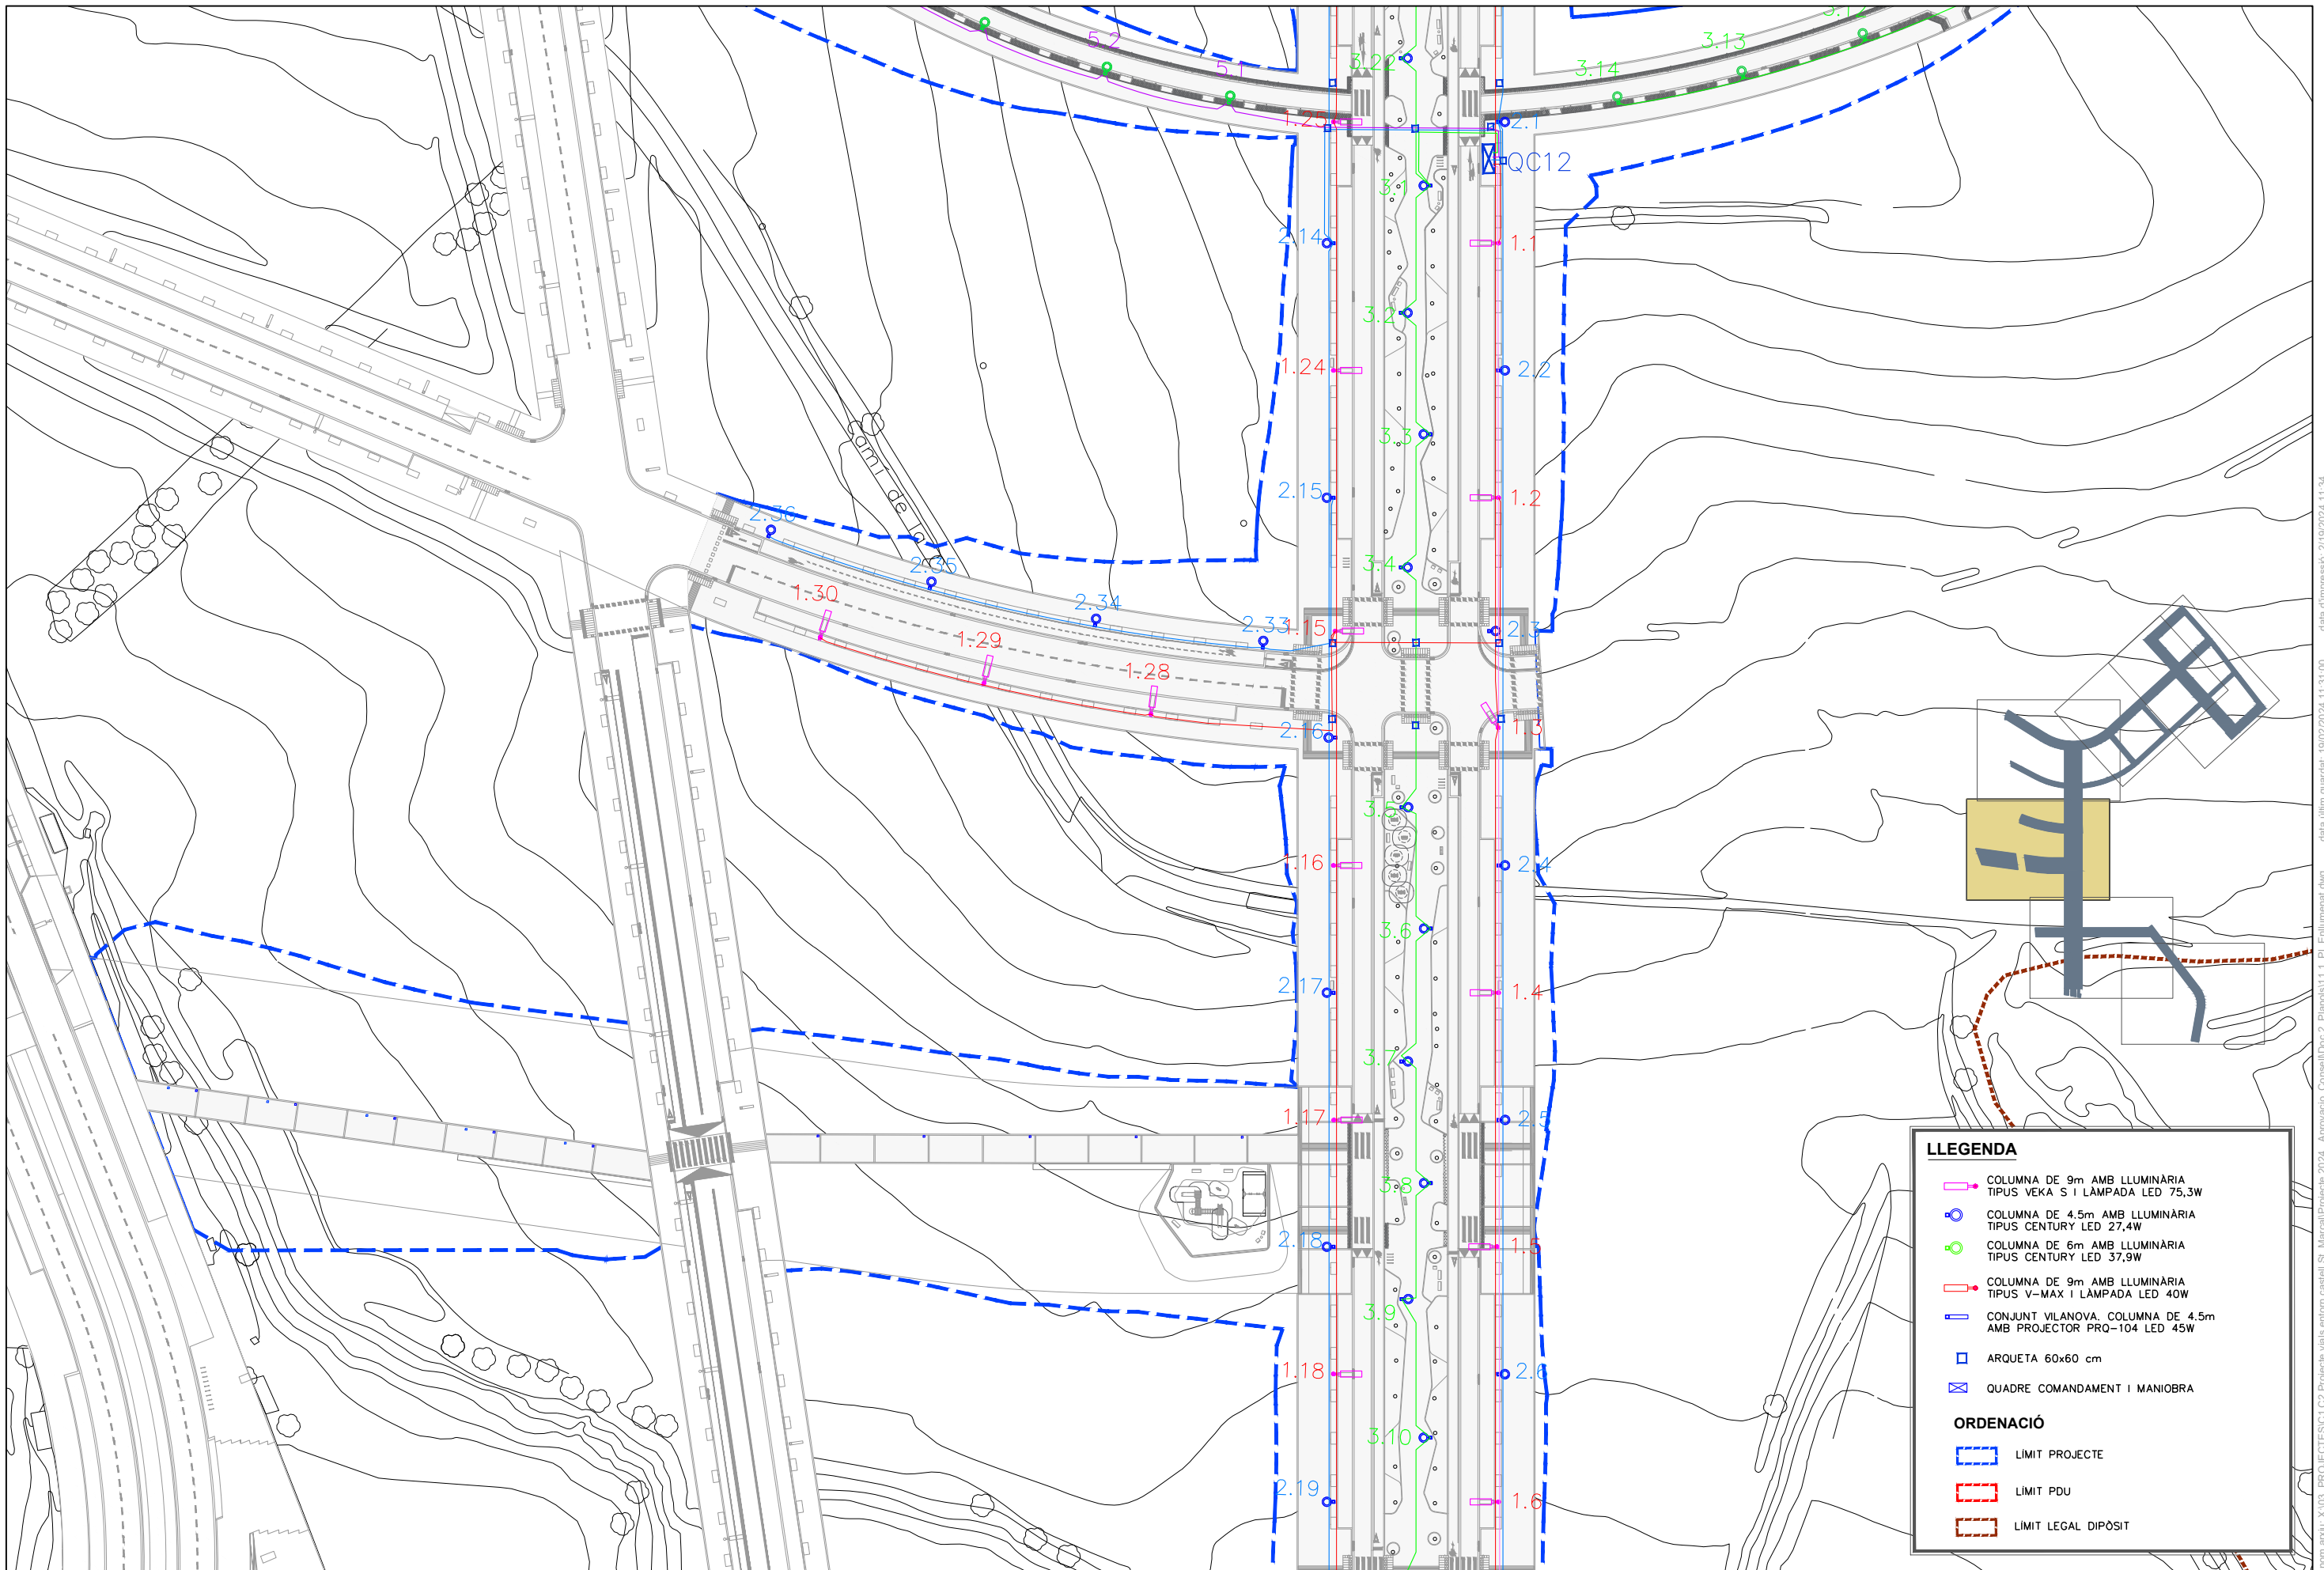 3.12
5.2
3.13
3.22
5.1
3.14
1.25
2.1
QC12
3.1
2.14
1.1
3.2
1.24
2.2
3.3
2.15
1.2
2.36
3.4
2.35
1.30
2.34
2.33
1.15
2.3
1.29
1.28
2.16
1.3
3.5
1.16
2.4
3.6
2.17
1.4
3.7
1.17
2.5
3.8
2.18
1.5
3.9
1.18
2.6
3.10
2.19
1.6
Camí del
LLEGENDA
COLUMNA DE 9m AMB LLUMINÀRIA
TIPUS VEKA S I LÀMPADA LED 75,3W
COLUMNA DE 4.5m AMB LLUMINÀRIA
TIPUS CENTURY LED 27,4W
COLUMNA DE 6m AMB LLUMINÀRIA
TIPUS CENTURY LED 37,9W
COLUMNA DE 9m AMB LLUMINÀRIA
TIPUS V-MAX I LÀMPADA LED 40W
CONJUNT VILANOVA. COLUMNA DE 4.5m
AMB PROJECTOR PRQ-104 LED 45W
ARQUETA 60x60 cm
QUADRE COMANDAMENT I MANIOBRA
ORDENACIÓ
LÍMIT PROJECTE
LÍMIT PDU
LÍMIT LEGAL DIPÒSIT